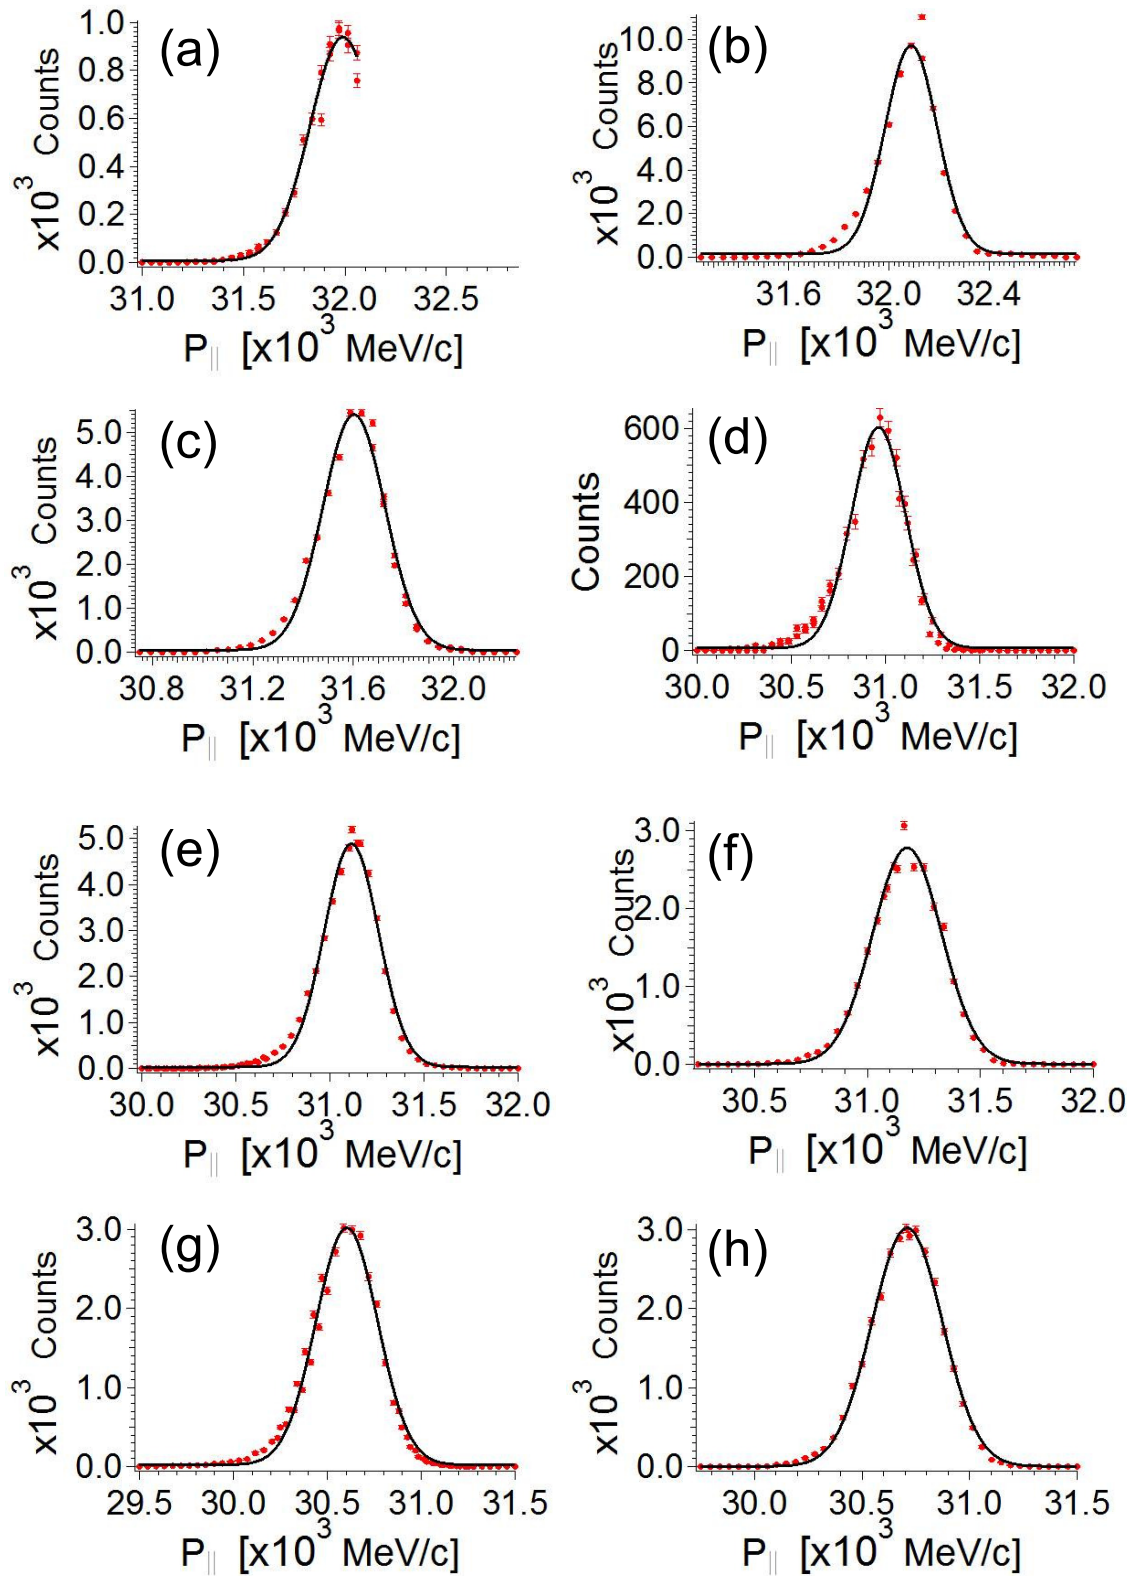 (a)
x10³ Counts
1.0
0.8
0.6
0.4
0.2
0.0
31.0 31.5 32.0 32.5
P|| [x10³ MeV/c]
(b)
x10³ Counts
10.0
8.0
6.0
4.0
2.0
0.0
31.6 32.0 32.4
P|| [x10³ MeV/c]
(c)
x10³ Counts
5.0
4.0
3.0
2.0
1.0
0.0
30.8 31.2 31.6 32.0
P|| [x10³ MeV/c]
(d)
Counts
600
400
200
0
30.0 30.5 31.0 31.5 32.0
P|| [x10³ MeV/c]
(e)
x10³ Counts
5.0
4.0
3.0
2.0
1.0
0.0
30.0 30.5 31.0 31.5 32.0
P|| [x10³ MeV/c]
(f)
x10³ Counts
3.0
2.0
1.0
0.0
30.5 31.0 31.5 32.0
P|| [x10³ MeV/c]
(g)
x10³ Counts
3.0
2.0
1.0
0.0
29.5 30.0 30.5 31.0 31.5
P|| [x10³ MeV/c]
(h)
x10³ Counts
3.0
2.0
1.0
0.0
30.0 30.5 31.0 31.5
P|| [x10³ MeV/c]